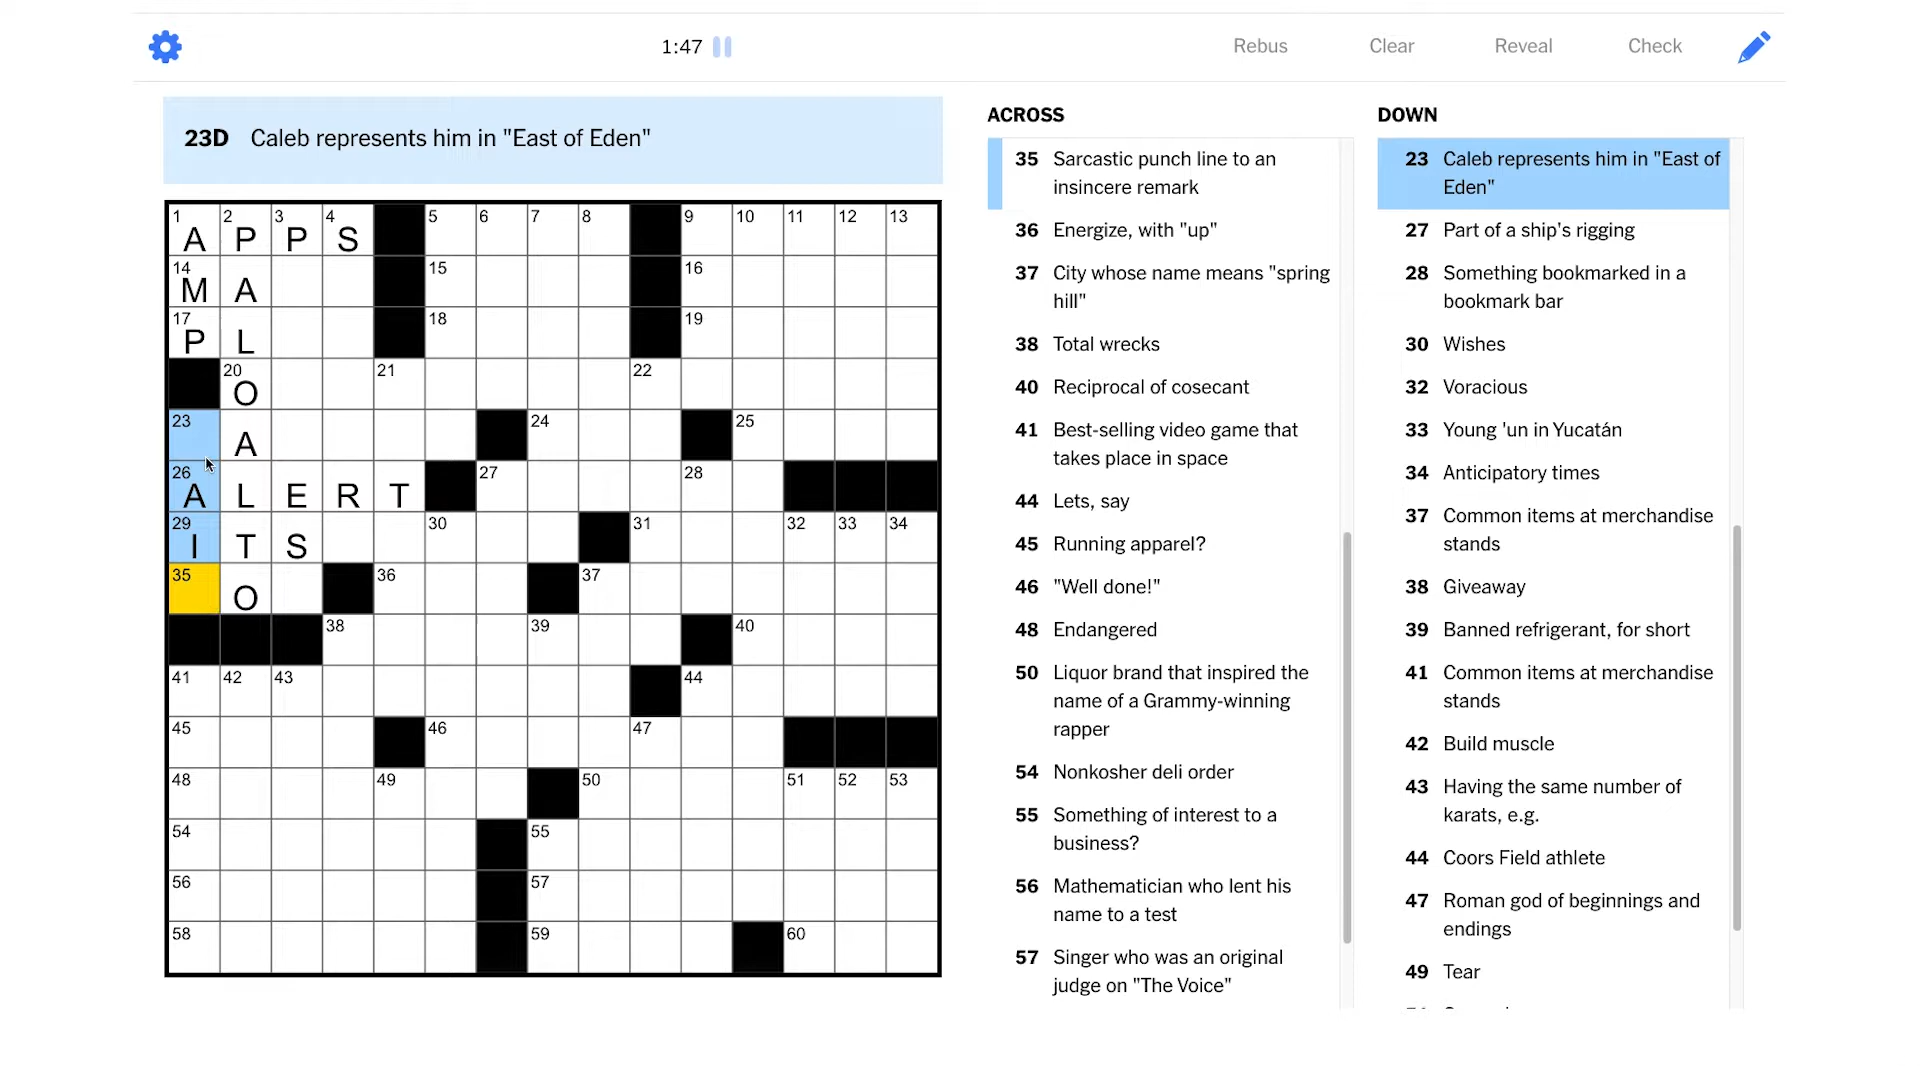 1:47
Rebus
Clear
Reveal
Check
23D Caleb represents him in "East of Eden"
1 2 3 4 5 6 7 8 9 10 11 12 13
A P P S
14 15 16
M A
17 18 19
P L
20 21 22
O
23 24 25
A
26 27 28
A L E R T
29 30 31 32 33 34
I T S
35 36 37
O
38 39 40
41 42 43 44
45 46 47
48 49 50 51 52 53
54 55
56 57
58 59 60
ACROSS
35 Sarcastic punch line to an
insincere remark
36 Energize, with "up"
37 City whose name means "spring
hill"
38 Total wrecks
40 Reciprocal of cosecant
41 Best-selling video game that
takes place in space
44 Lets, say
45 Running apparel?
46 "Well done!"
48 Endangered
50 Liquor brand that inspired the
name of a Grammy-winning
rapper
54 Nonkosher deli order
55 Something of interest to a
business?
56 Mathematician who lent his
name to a test
57 Singer who was an original
judge on "The Voice"
DOWN
23 Caleb represents him in "East of
Eden"
27 Part of a ship's rigging
28 Something bookmarked in a
bookmark bar
30 Wishes
32 Voracious
33 Young 'un in Yucatán
34 Anticipatory times
37 Common items at merchandise
stands
38 Giveaway
39 Banned refrigerant, for short
41 Common items at merchandise
stands
42 Build muscle
43 Having the same number of
karats, e.g.
44 Coors Field athlete
47 Roman god of beginnings and
endings
49 Tear